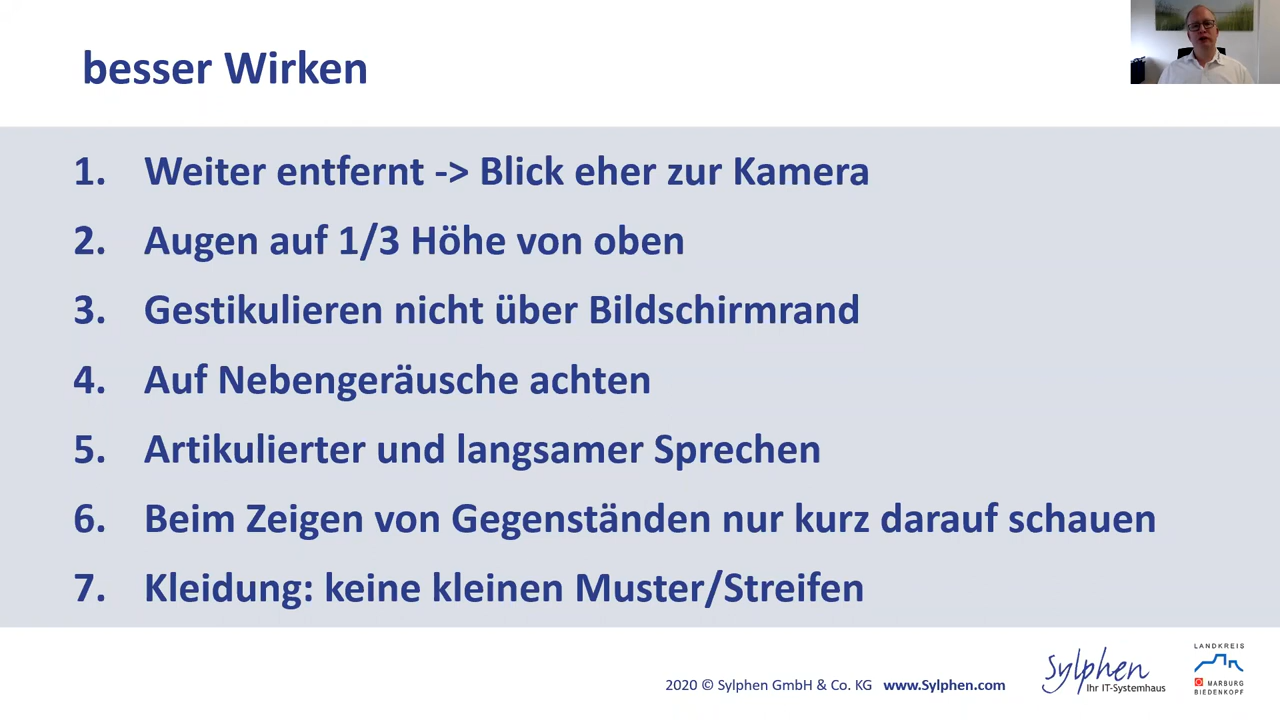 besser Wirken
1. Weiter entfernt -> Blick eher zur Kamera
2. Augen auf 1/3 Höhe von oben
3. Gestikulieren nicht über Bildschirmrand
4. Auf Nebengeräusche achten
5. Artikulierter und langsamer Sprechen
6. Beim Zeigen von Gegenständen nur kurz darauf schauen
7. Kleidung: keine kleinen Muster/Streifen
2020 © Sylphen GmbH & Co. KG www.Sylphen.com
Sylphen
Ihr IT-Systemhaus
LANDKREIS
MARBURG
BIEDENKOPF